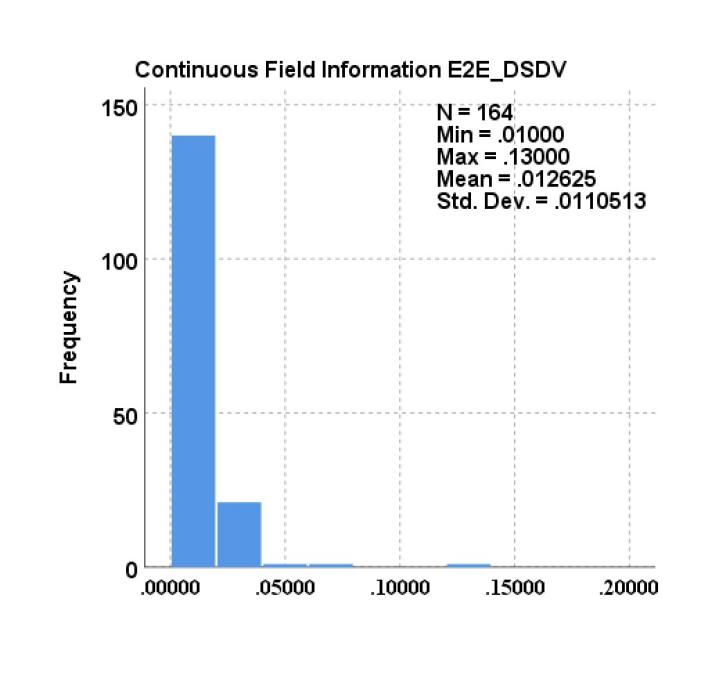 Continuous Field Information E2E_DSDV
N = 164
Min = .01000
Max = .13000
Mean = .012625
Std. Dev. = .0110513
150
100
50
0
Frequency
.00000 .05000 .10000 .15000 .20000